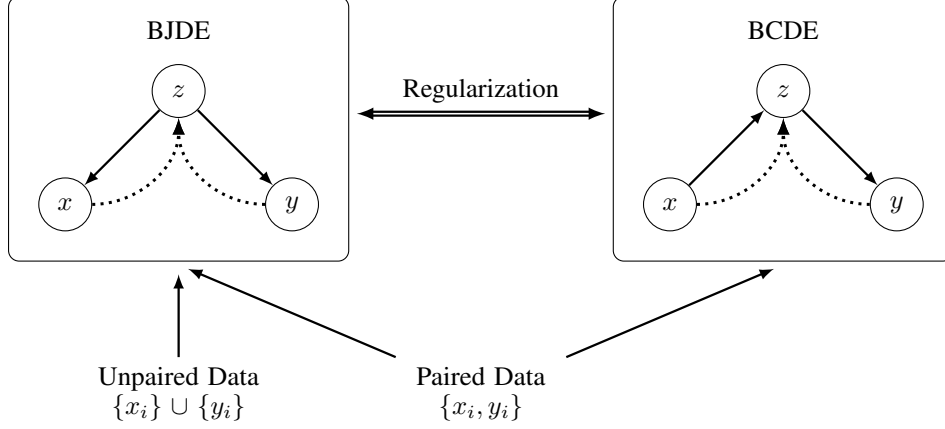 BJDE
BCDE
z
x
y
Regularization
z
x
y
Unpaired Data
{x_i} ∪ {y_i}
Paired Data
{x_i, y_i}